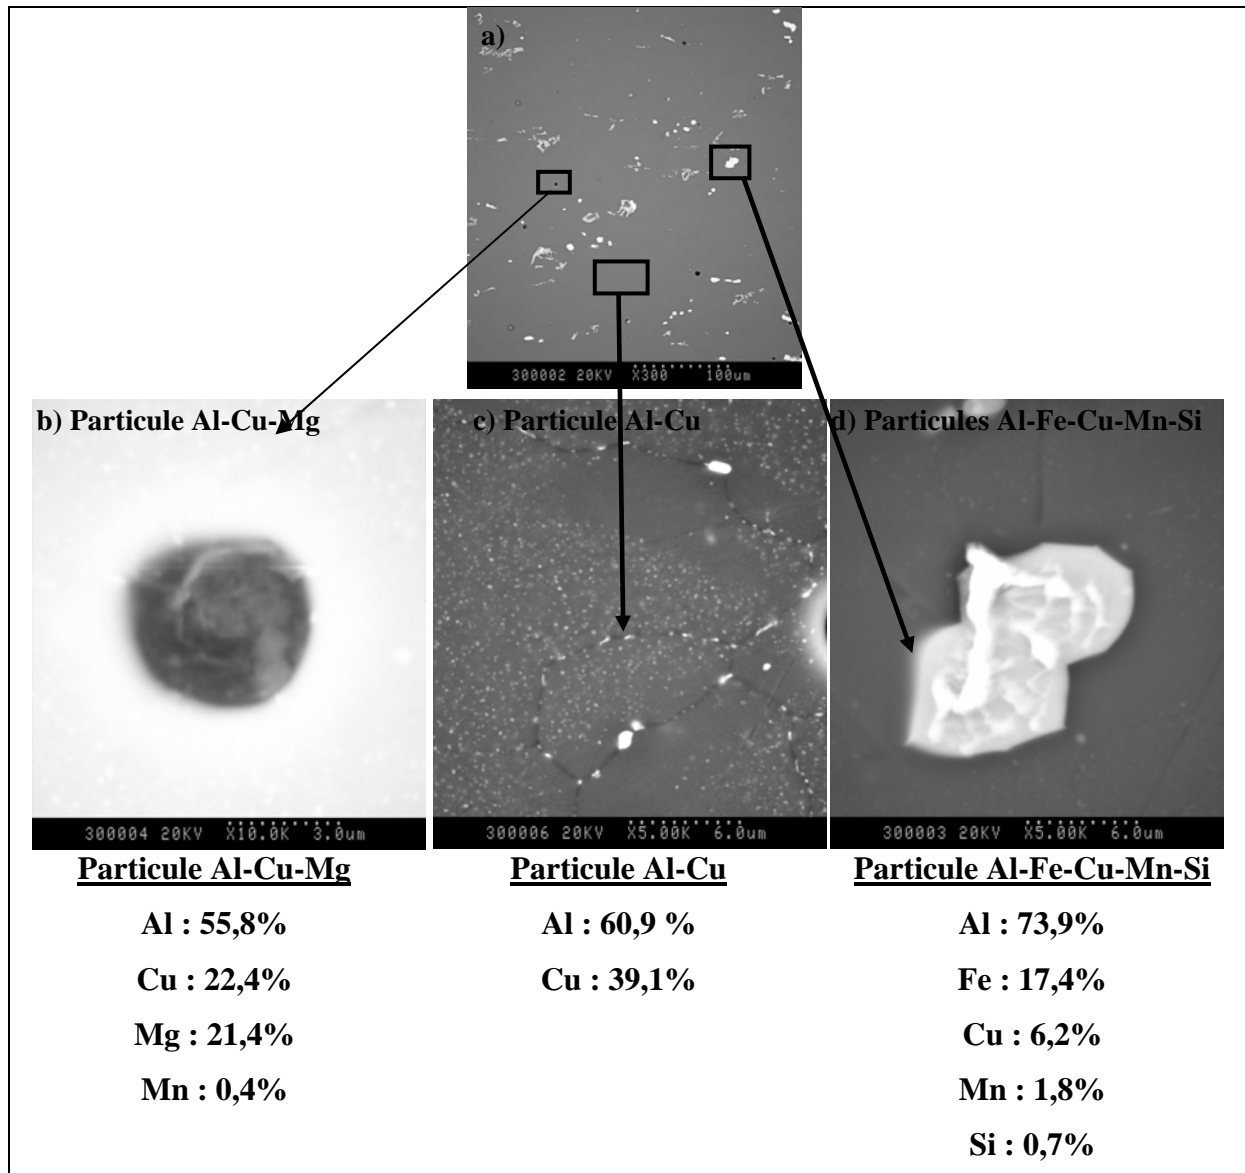 a)
300002 20KV X300 100um
b) Particule Al-Cu-Mg
c) Particule Al-Cu
d) Particules Al-Fe-Cu-Mn-Si
300004 20KV X10.0K 3.0um
300006 20KV X5.00K 6.0um
300003 20KV X5.00K 6.0um
Particule Al-Cu-Mg
Al : 55,8%
Cu : 22,4%
Mg : 21,4%
Mn : 0,4%
Particule Al-Cu
Al : 60,9 %
Cu : 39,1%
Particule Al-Fe-Cu-Mn-Si
Al : 73,9%
Fe : 17,4%
Cu : 6,2%
Mn : 1,8%
Si : 0,7%